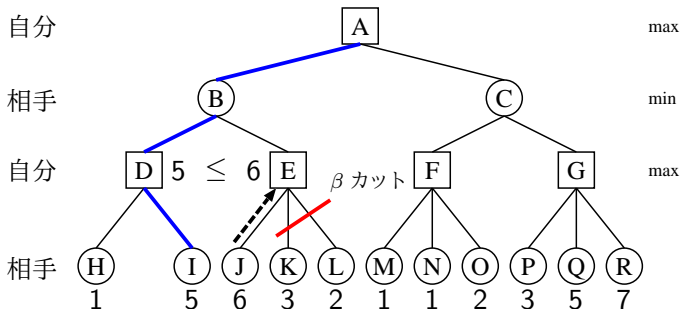 自分 A max
相手 B C min
自分 D 5 ≤ 6 E F G max
β カット
相手 H I J K L M N O P Q R
1 5 6 3 2 1 1 2 3 5 7